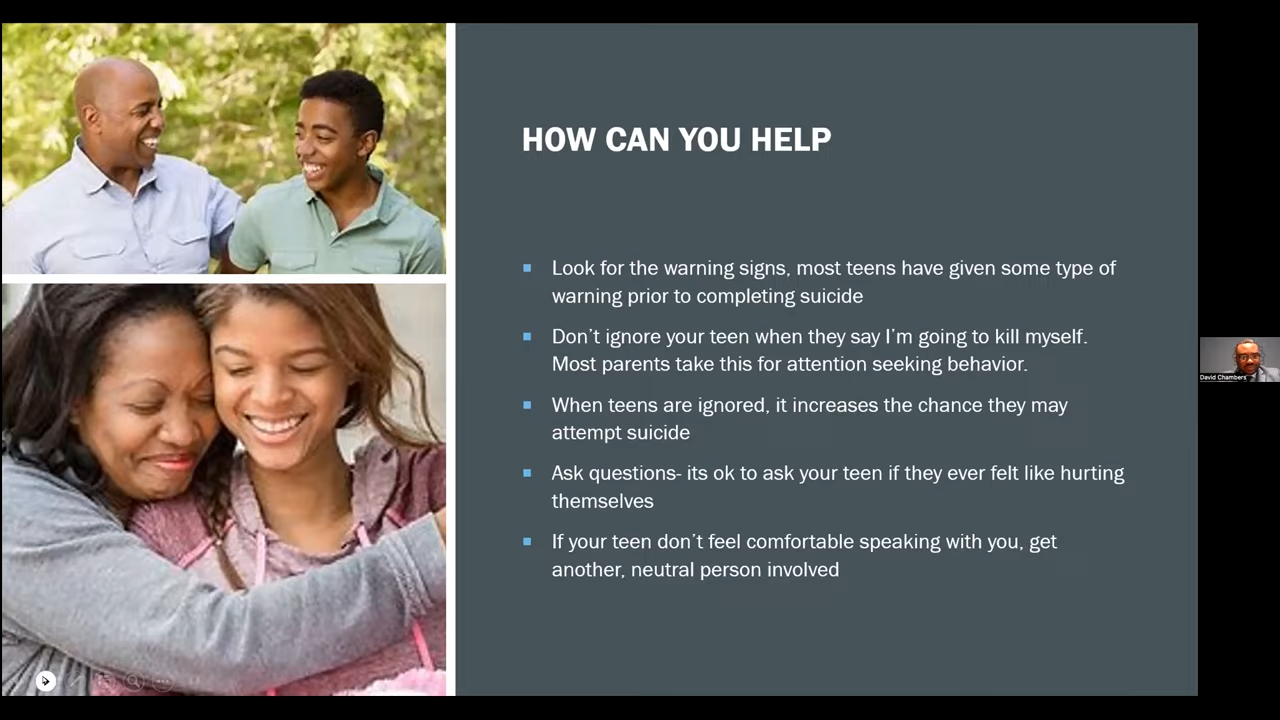 HOW CAN YOU HELP
Look for the warning signs, most teens have given some type of
warning prior to completing suicide
Don’t ignore your teen when they say I’m going to kill myself.
Most parents take this for attention seeking behavior.
When teens are ignored, it increases the chance they may
attempt suicide
Ask questions- its ok to ask your teen if they ever felt like hurting
themselves
If your teen don’t feel comfortable speaking with you, get
another, neutral person involved
David Chambers